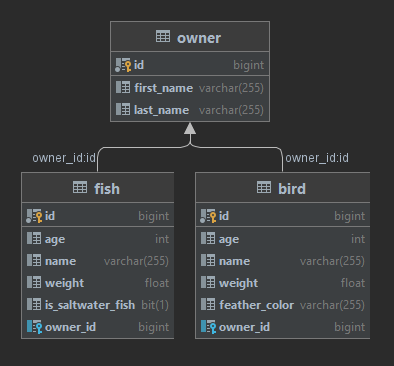 owner
id bigint
first_name varchar(255)
last_name varchar(255)
owner_id:id
owner_id:id
fish
id bigint
age int
name varchar(255)
weight float
is_saltwater_fish bit(1)
owner_id bigint
bird
id bigint
age int
name varchar(255)
weight float
feather_color varchar(255)
owner_id bigint